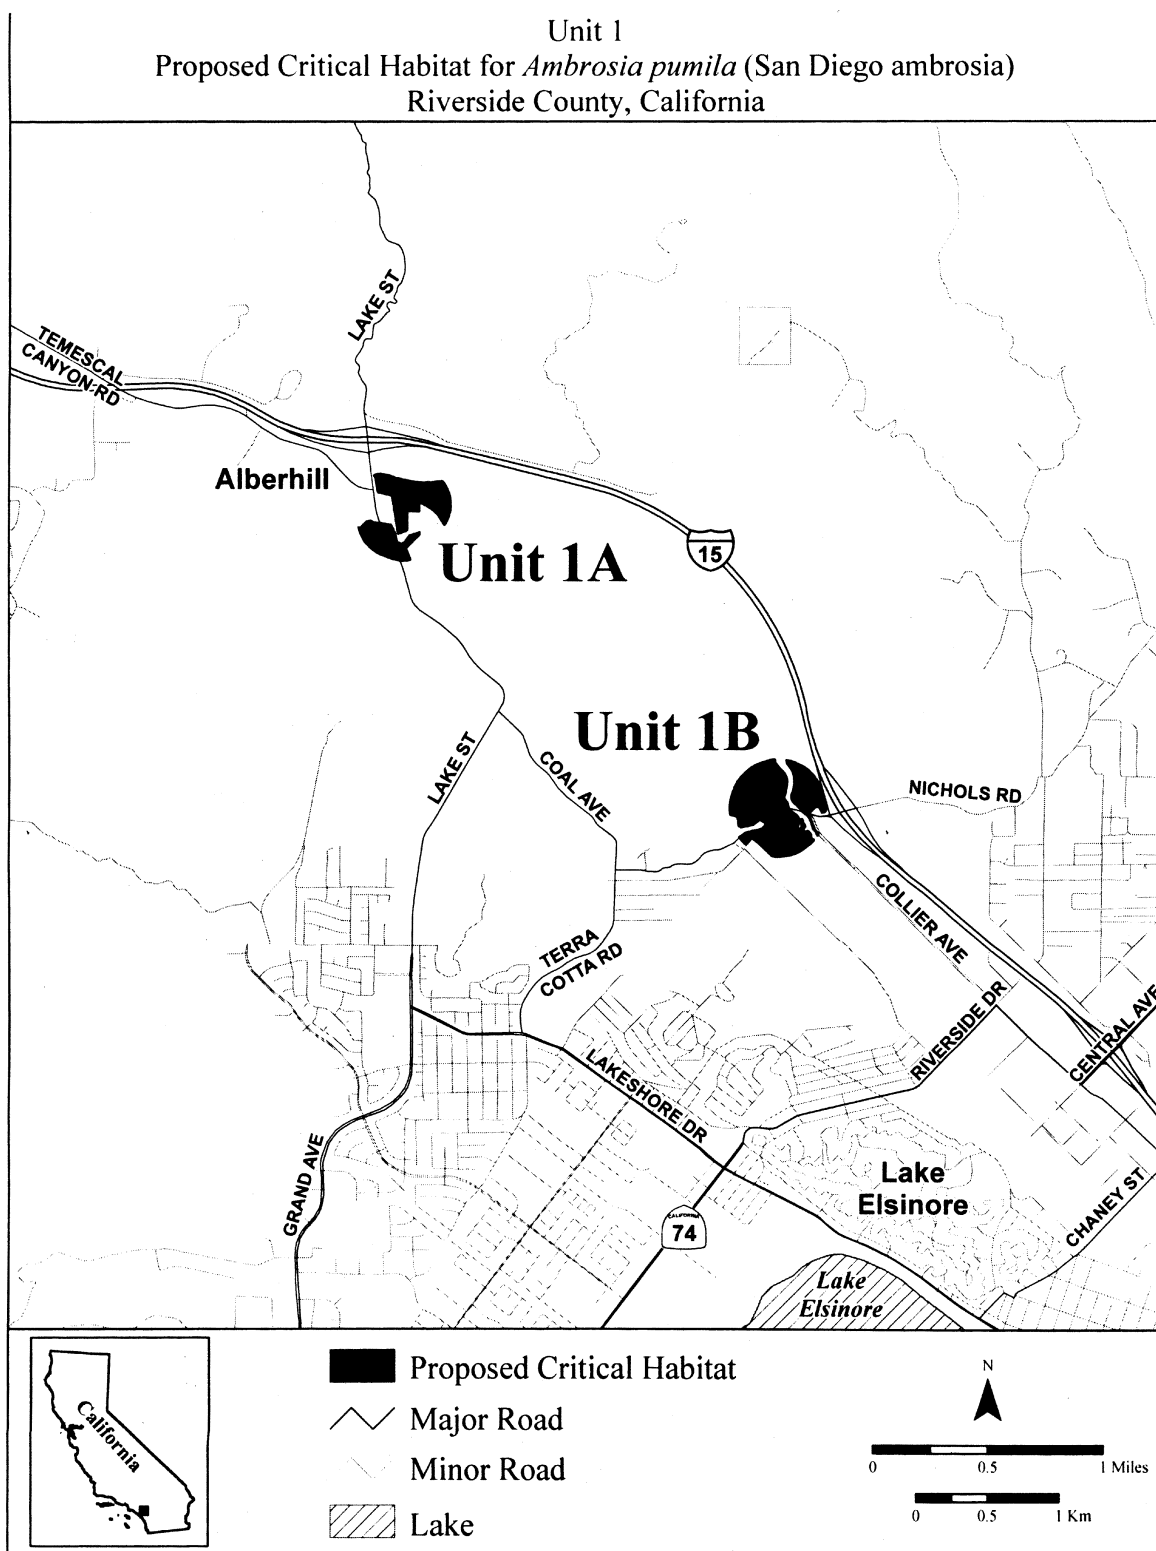 Unit 1
Proposed Critical Habitat for Ambrosia pumila (San Diego ambrosia)
Riverside County, California
LAKE ST
TEMESCAL
CANYON RD
Alberhill
Unit 1A
15
Unit 1B
LAKE ST
COAL AVE
NICHOLS RD
COLLIER AVE
TERRA
COTTA RD
RIVERSIDE DR
CENTRAL AVE
LAKESHORE DR
GRAND AVE
Lake
Elsinore
CHANEY ST
CALIFORNIA
74
Lake
Elsinore
California
Proposed Critical Habitat
Major Road
Minor Road
Lake
N
0 0.5 1 Miles
0 0.5 1 Km